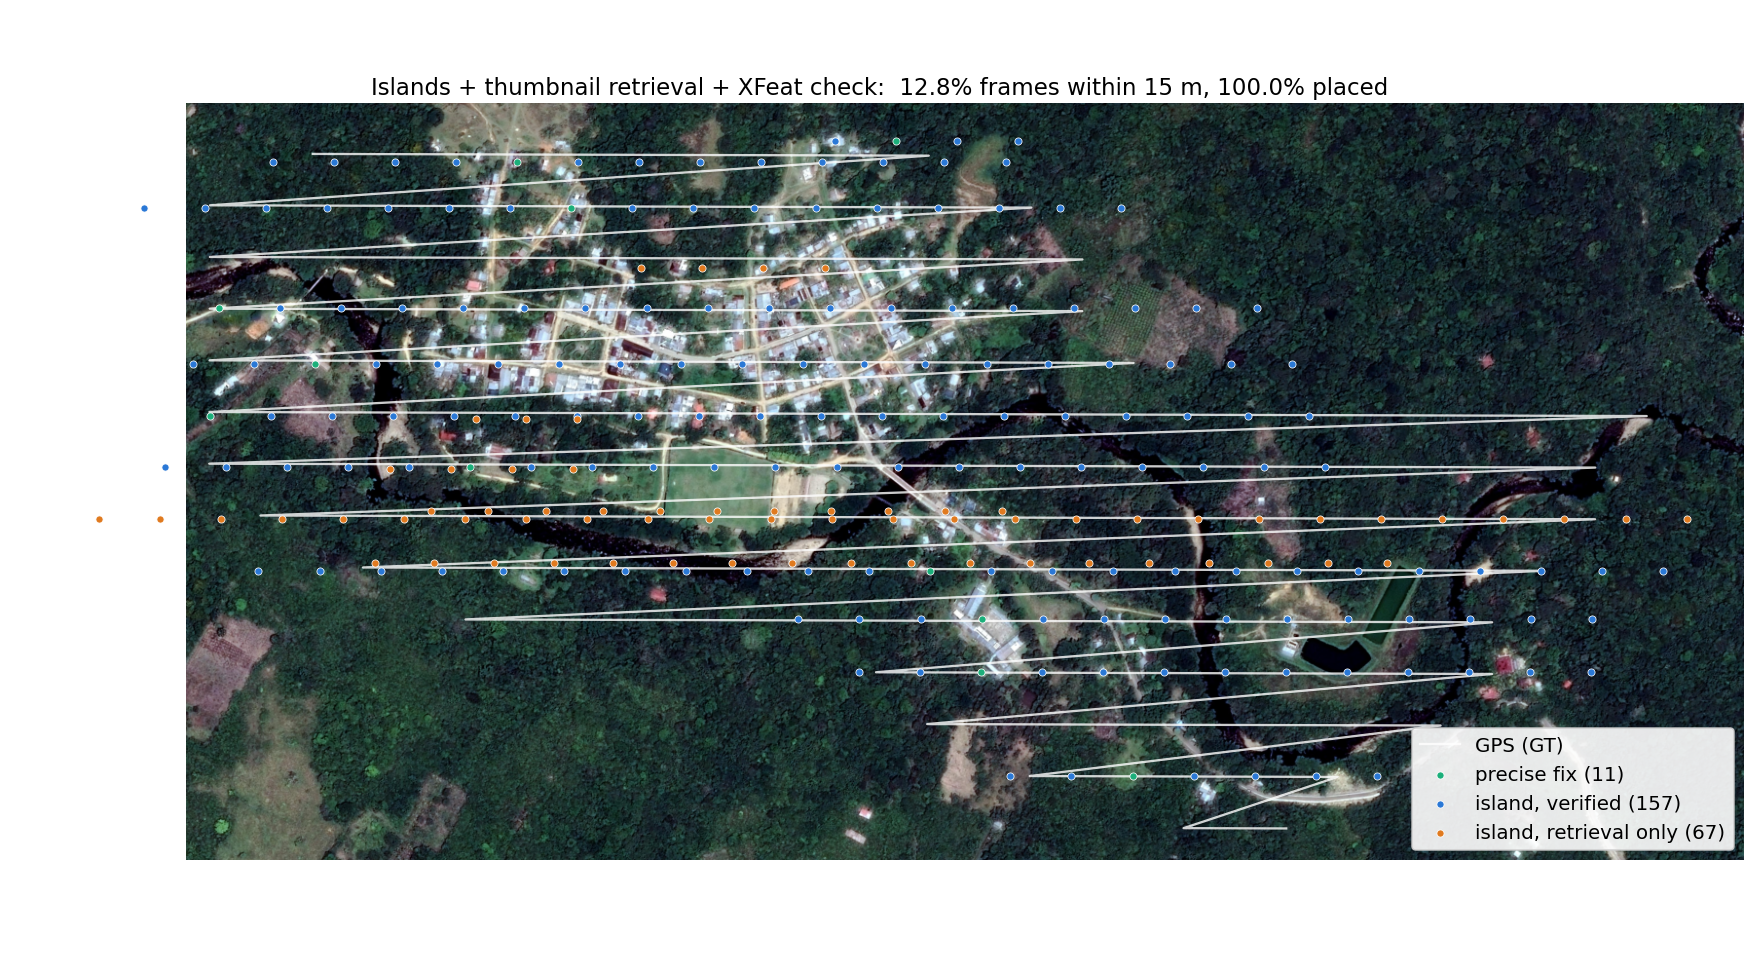 Islands + thumbnail retrieval + XFeat check:  12.8% frames within 15 m, 100.0% placed
GPS (GT)
precise fix (11)
island, verified (157)
island, retrieval only (67)